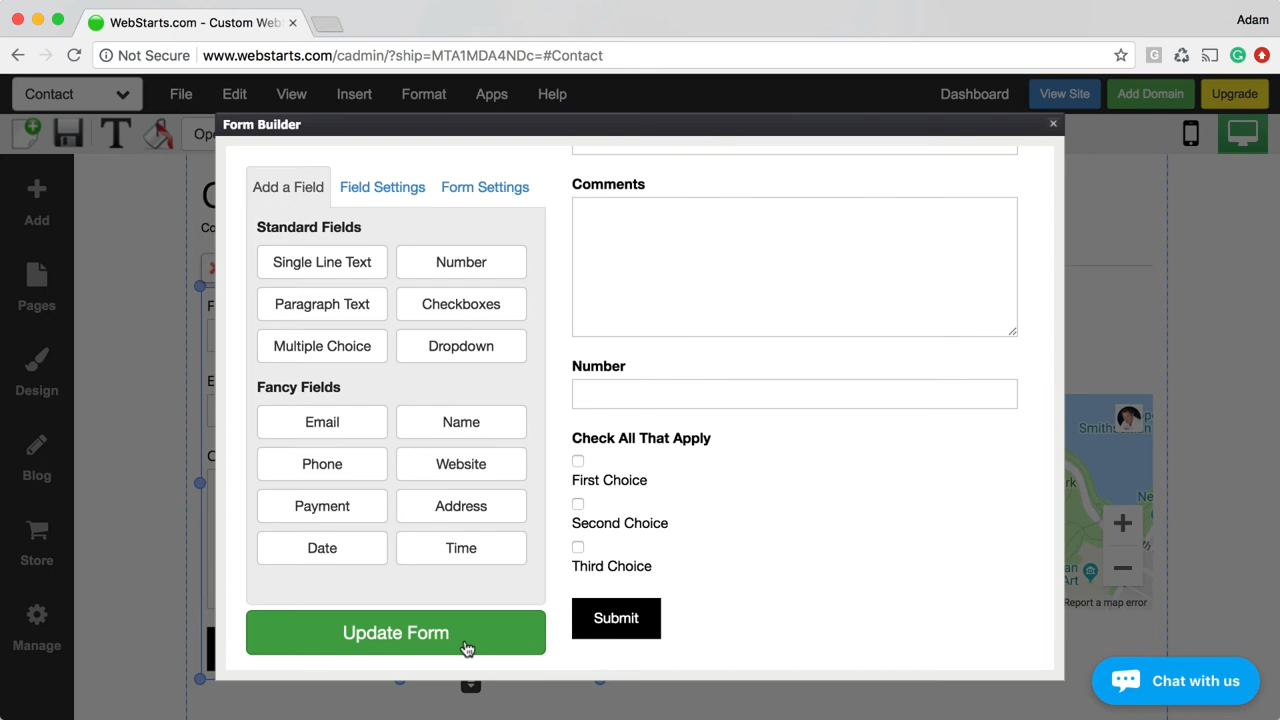 WebStarts.com - Custom Web
Adam
Not Secure www.webstarts.com/cadmin/?ship=MTA1MDA4NDc=#Contact
Contact File Edit View Insert Format Apps Help Dashboard View Site Add Domain Upgrade
Form Builder
Add a Field Field Settings Form Settings
Standard Fields
Single Line Text Number
Paragraph Text Checkboxes
Multiple Choice Dropdown
Fancy Fields
Email Name
Phone Website
Payment Address
Date Time
Update Form
Comments
Number
Check All That Apply
First Choice
Second Choice
Third Choice
Submit
Add
Pages
Design
Blog
Store
Manage
Report a map error
Chat with us